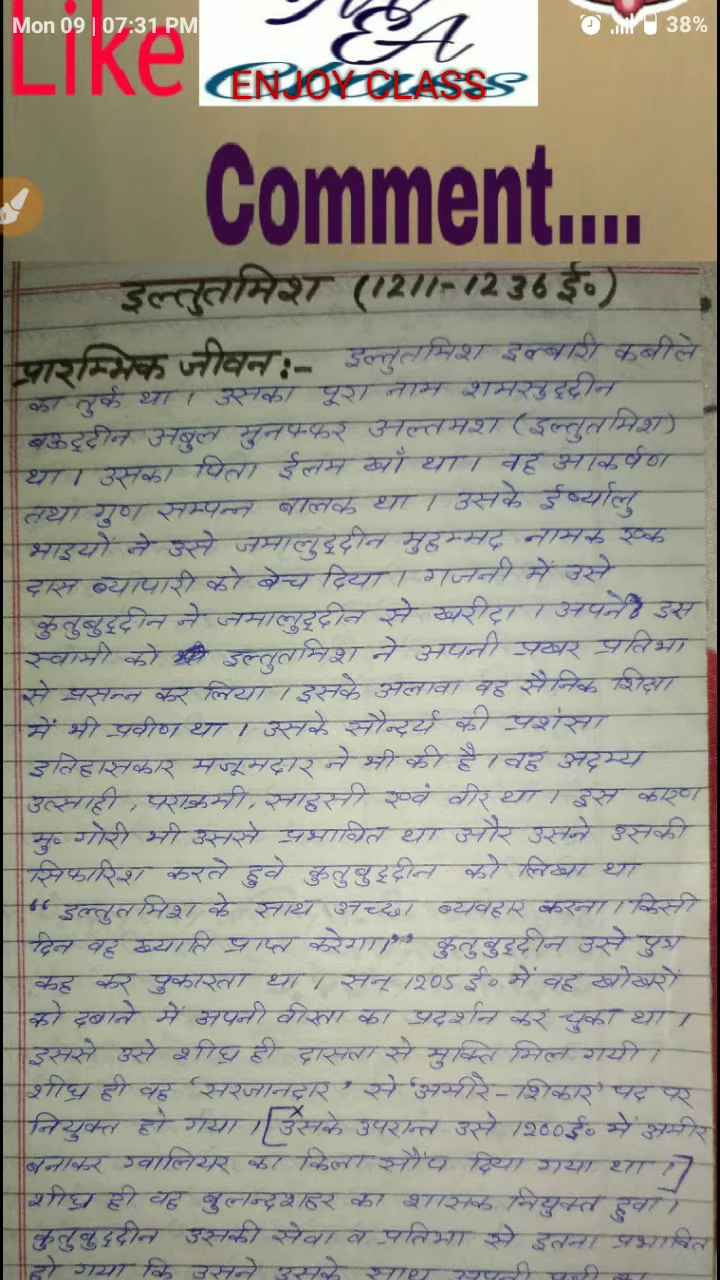 Mon 09 | 07:31 PM
38%
Like
ENJOY CLASS
Comment....
इल्तुतमिश (1211-1236 ई०)
प्रारम्भिक जीवन :- इल्तुतमिश इल्बारी कबीले
का तुर्क था। उसका पूरा नाम शमसुद्दीन
अबुल मुनफ्फर अल्तमश (इल्तुतमिश)
था। उसका पिता ईलम खाँ था। वह आकर्षण
तथा गुण सम्पन्न बालक था। उसके ईर्ष्यालु
भाइयों ने उसे जमालुद्दीन मुहम्मद नामक एक
दास व्यापारी को बेच दिया। गजनी में उसे
कुतुबुद्दीन ने जमालुद्दीन से खरीदा। अपने इस
स्वामी को इल्तुतमिश ने अपनी प्रखर प्रतिभा
से प्रसन्न कर लिया। इसके अलावा वह सैनिक शिक्षा
में भी प्रवीण था। उसके सौन्दर्य की प्रशंसा
इतिहासकार मजूमदार ने भी की है। वह अदम्य
उत्साही, पराक्रमी, साहसी एवं वीर था। इस कारण
मु० गोरी भी उससे प्रभावित था और उसने उसकी
सिफारिश करते हुवे कुतुबुद्दीन को लिखा था
"इल्तुतमिश के साथ अच्छा व्यवहार करना। किसी
दिन वह ख्याति प्राप्त करेगा।" कुतुबुद्दीन उसे पुत्र
कह कर पुकारता था। सन् 1205 ई० में वह खोखरों
को दबाने में अपनी वीरता का प्रदर्शन कर चुका था।
इससे उसे शीघ्र ही दासता से मुक्ति मिल गयी।
शीघ्र ही वह 'सरजानदार' से 'अमीरे-शिकार' पद पर
नियुक्त हो गया। [उसके उपरान्त उसे 1200ई० में अमीर
बनाकर ग्वालियर का किला सौंप दिया गया था।]
शीघ्र ही वह बुलन्दशहर का शासक नियुक्त हुवा।
कुतुबुद्दीन उसकी सेवा व प्रतिभा से इतना प्रभावित
हो गया कि उसने उसके साथ अपनी